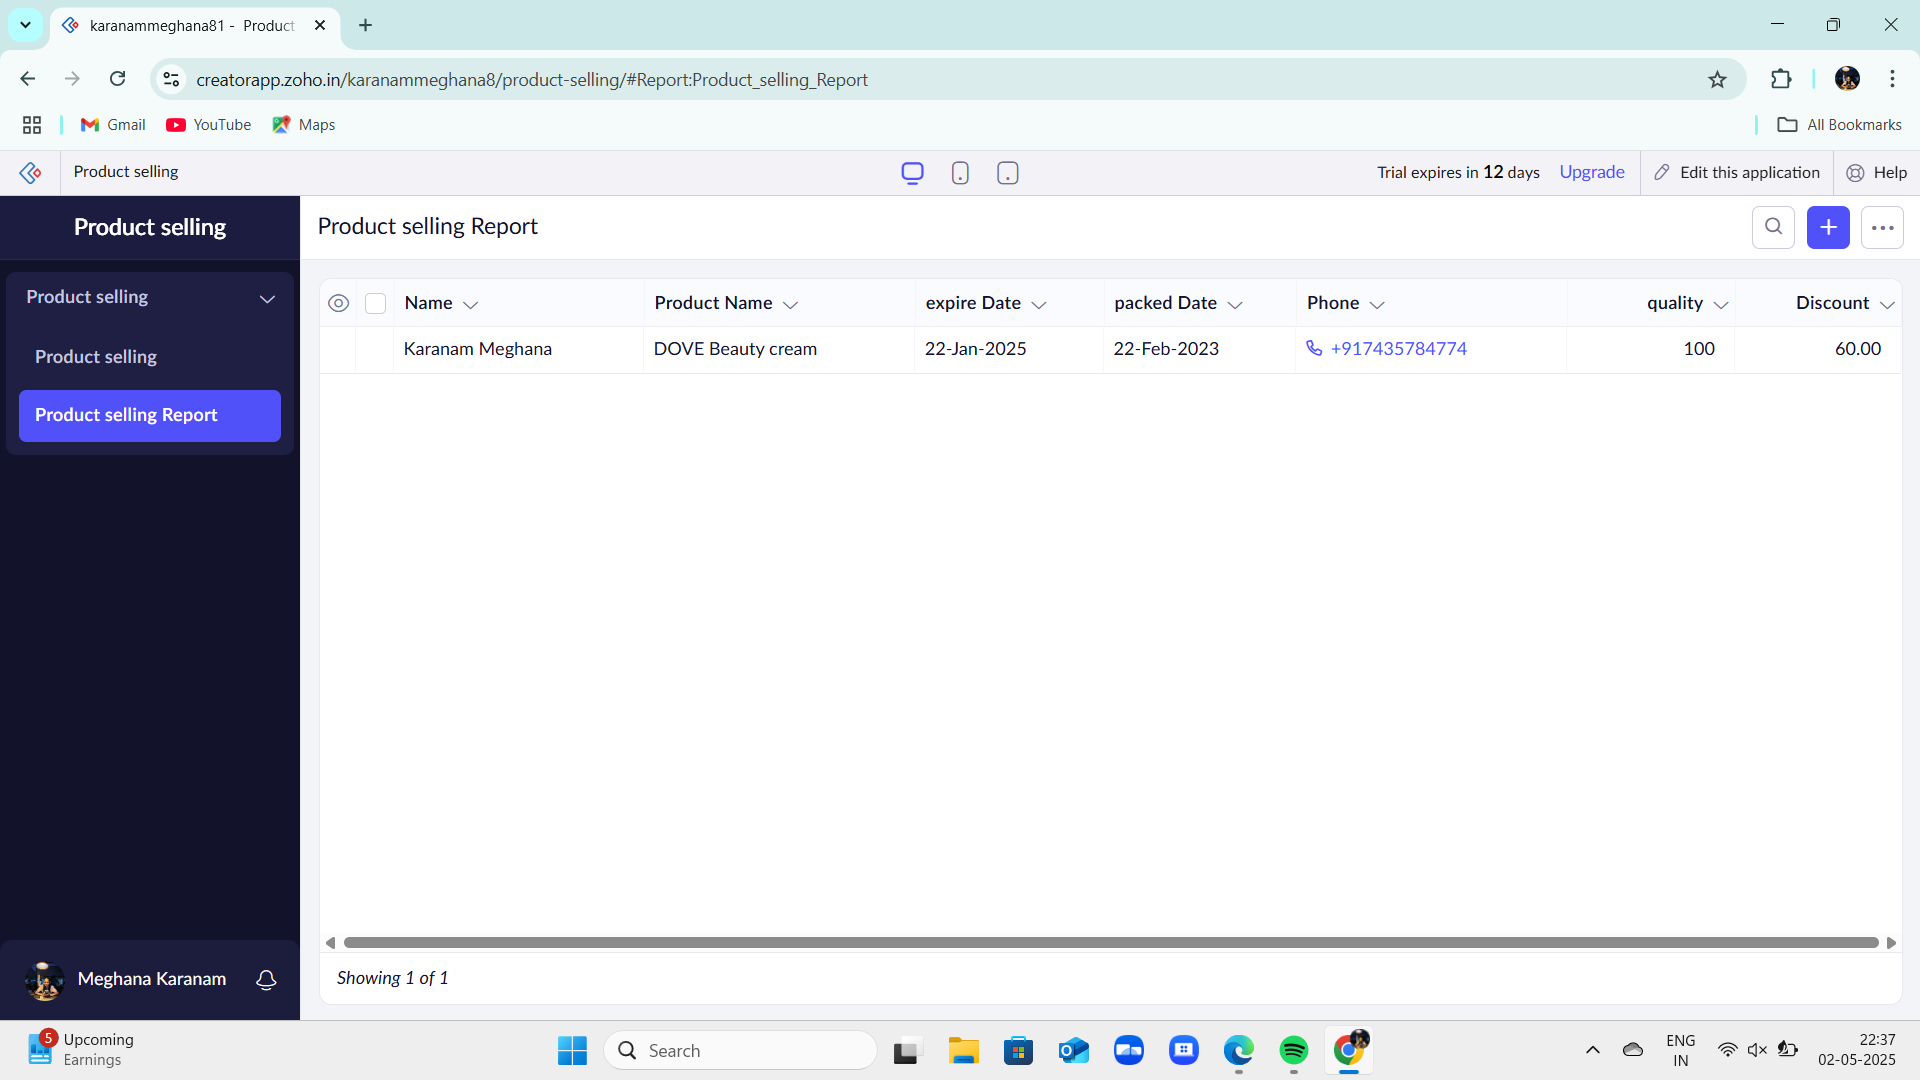 karanammeghana81 - Product
creatorapp.zoho.in/karanammeghana8/product-selling/#Report:Product_selling_Report
Gmail YouTube Maps All Bookmarks
Product selling Trial expires in 12 days Upgrade Edit this application Help
Product selling
Product selling Report
Product selling
Product selling
Product selling Report
Name Product Name expire Date packed Date Phone quality Discount
Karanam Meghana DOVE Beauty cream 22-Jan-2025 22-Feb-2023 +917435784774 100 60.00
Showing 1 of 1
Meghana Karanam
5 Upcoming
Earnings
Search
ENG
IN
22:37
02-05-2025